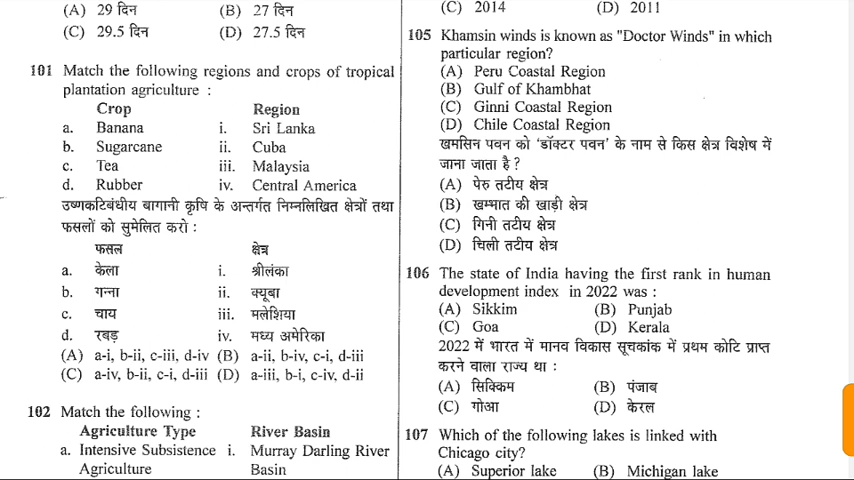 (A) 29 दिन (B) 27 दिन
(C) 29.5 दिन (D) 27.5 दिन
101 Match the following regions and crops of tropical
plantation agriculture :
Crop Region
a. Banana i. Sri Lanka
b. Sugarcane ii. Cuba
c. Tea iii. Malaysia
d. Rubber iv. Central America
उष्णकटिबंधीय बागानी कृषि के अन्तर्गत निम्नलिखित क्षेत्रों तथा
फसलों को सुमेलित करो :
फसल क्षेत्र
a. केला i. श्रीलंका
b. गन्ना ii. क्यूबा
c. चाय iii. मलेशिया
d. रबड़ iv. मध्य अमेरिका
(A) a-i, b-ii, c-iii, d-iv (B) a-ii, b-iv, c-i, d-iii
(C) a-iv, b-ii, c-i, d-iii (D) a-iii, b-i, c-iv, d-ii
102 Match the following :
Agriculture Type River Basin
a. Intensive Subsistence i. Murray Darling River
Agriculture Basin
(C) 2014 (D) 2011
105 Khamsin winds is known as "Doctor Winds" in which
particular region?
(A) Peru Coastal Region
(B) Gulf of Khambhat
(C) Ginni Coastal Region
(D) Chile Coastal Region
खमसिन पवन को 'डॉक्टर पवन' के नाम से किस क्षेत्र विशेष में
जाना जाता है ?
(A) पेरु तटीय क्षेत्र
(B) खम्भात की खाड़ी क्षेत्र
(C) गिनी तटीय क्षेत्र
(D) चिली तटीय क्षेत्र
106 The state of India having the first rank in human
development index in 2022 was :
(A) Sikkim (B) Punjab
(C) Goa (D) Kerala
2022 में भारत में मानव विकास सूचकांक में प्रथम कोटि प्राप्त
करने वाला राज्य था :
(A) सिक्किम (B) पंजाब
(C) गोआ (D) केरल
107 Which of the following lakes is linked with
Chicago city?
(A) Superior lake (B) Michigan lake